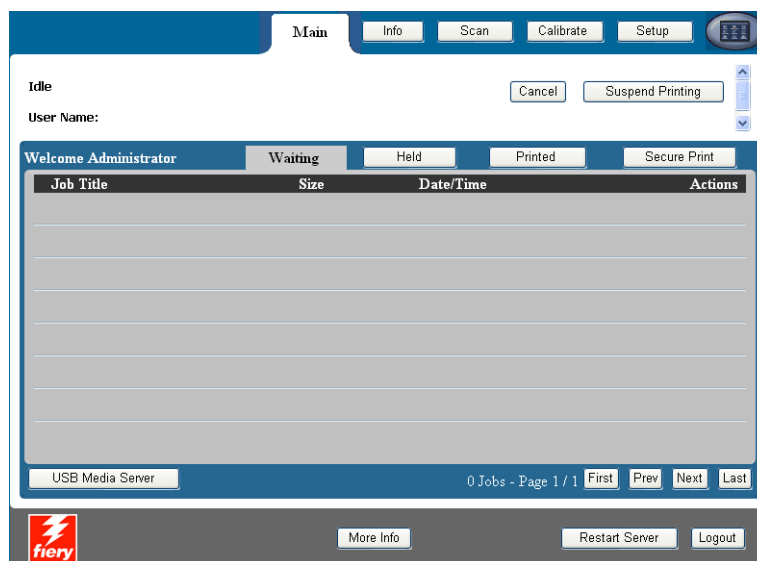 Main Info Scan Calibrate Setup
Idle
Cancel Suspend Printing
User Name:
Welcome Administrator Waiting Held Printed Secure Print
Job Title Size Date/Time Actions
USB Media Server 0 Jobs - Page 1 / 1 First Prev Next Last
fiery More Info Restart Server Logout